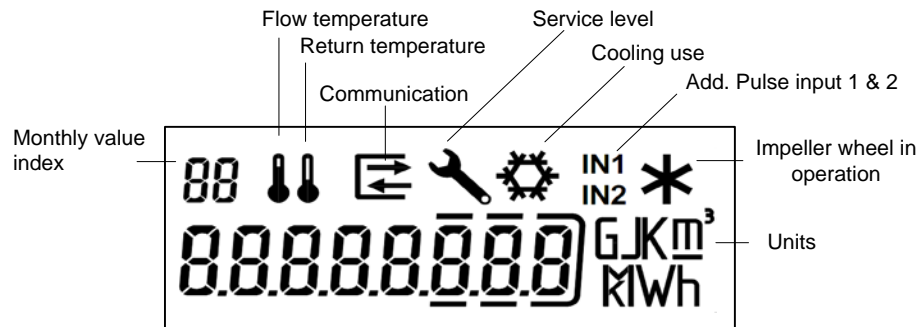 Flow temperature
Return temperature
Communication
Service level
Cooling use
Add. Pulse input 1 & 2
Monthly value
index
Impeller wheel in
operation
Units
88
IN1
IN2
8.8.8.8.8.8.8.8
GJKm³
kMWh